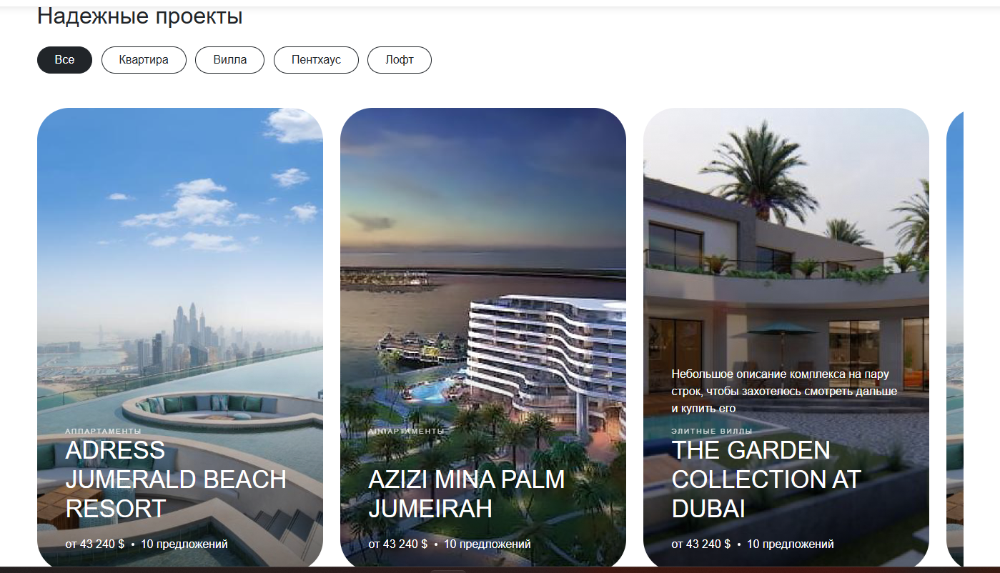 Надежные проекты
Все
Квартира
Вилла
Пентхаус
Лофт
АППАРТАМЕНТЫ
ADRESS
JUMERALD BEACH
RESORT
от 43 240 $ • 10 предложений
АППАРТАМЕНТЫ
AZIZI MINA PALM
JUMEIRAH
от 43 240 $ • 10 предложений
Небольшое описание комплекса на пару
строк, чтобы захотелось смотреть дальше
и купить его
ЭЛИТНЫЕ ВИЛЛЫ
THE GARDEN
COLLECTION AT
DUBAI
от 43 240 $ • 10 предложений